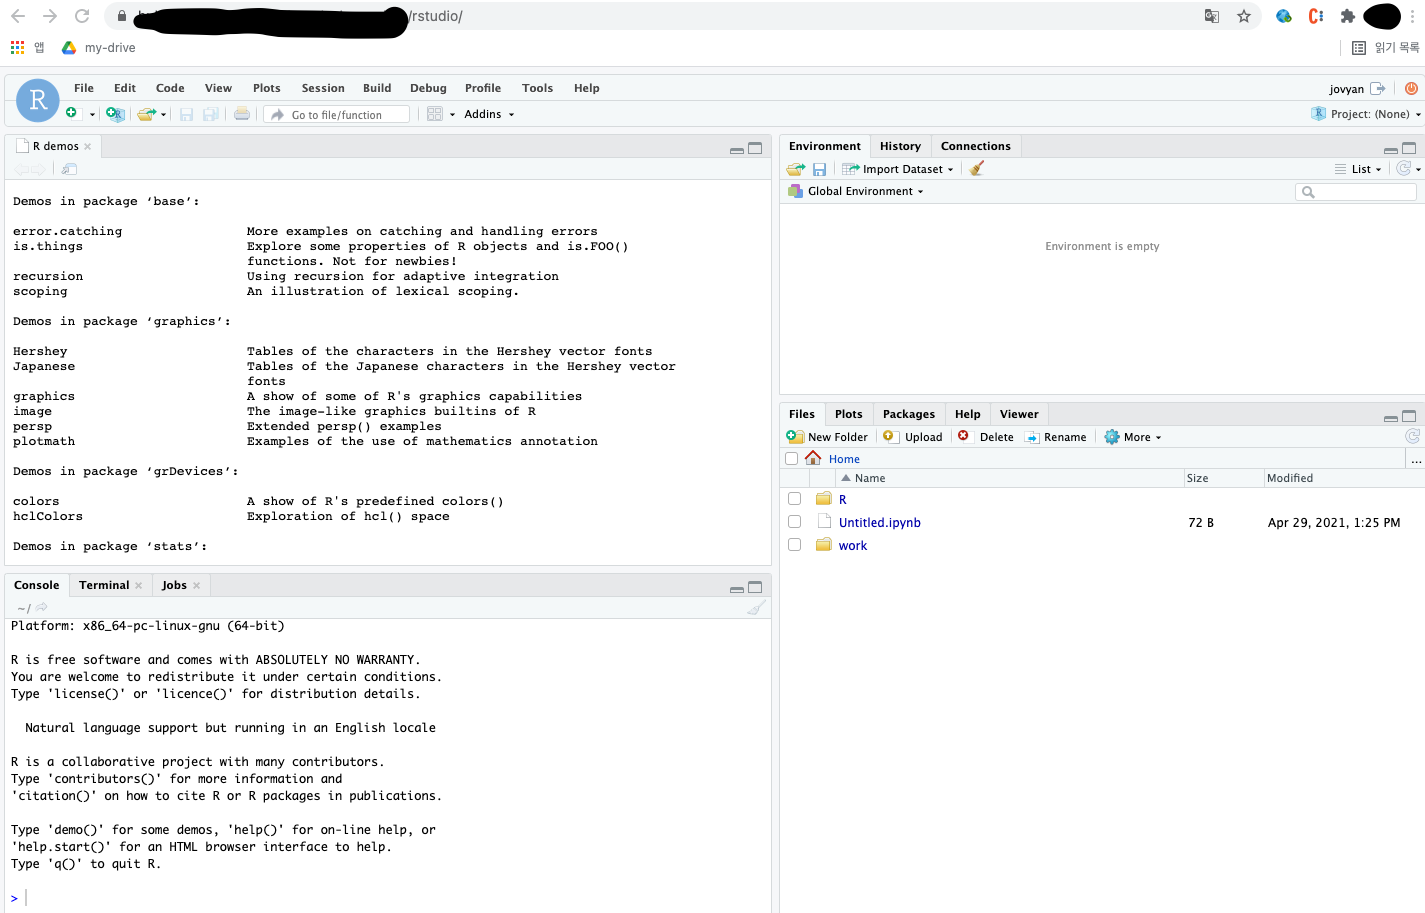 /rstudio/
앱 my-drive 읽기 목록
R File Edit Code View Plots Session Build Debug Profile Tools Help jovyan
Go to file/function Addins R Project: (None)
R demos
Demos in package ‘base’:
error.catching More examples on catching and handling errors
is.things Explore some properties of R objects and is.FOO()
functions. Not for newbies!
recursion Using recursion for adaptive integration
scoping An illustration of lexical scoping.
Demos in package ‘graphics’:
Hershey Tables of the characters in the Hershey vector fonts
Japanese Tables of the Japanese characters in the Hershey vector
fonts
graphics A show of some of R's graphics capabilities
image The image-like graphics builtins of R
persp Extended persp() examples
plotmath Examples of the use of mathematics annotation
Demos in package ‘grDevices’:
colors A show of R's predefined colors()
hclColors Exploration of hcl() space
Demos in package ‘stats’:
Console Terminal Jobs
~/
Platform: x86_64-pc-linux-gnu (64-bit)
R is free software and comes with ABSOLUTELY NO WARRANTY.
You are welcome to redistribute it under certain conditions.
Type 'license()' or 'licence()' for distribution details.
Natural language support but running in an English locale
R is a collaborative project with many contributors.
Type 'contributors()' for more information and
'citation()' on how to cite R or R packages in publications.
Type 'demo()' for some demos, 'help()' for on-line help, or
'help.start()' for an HTML browser interface to help.
Type 'q()' to quit R.
>
Environment History Connections
Import Dataset List
Global Environment
Environment is empty
Files Plots Packages Help Viewer
New Folder Upload Delete Rename More
Home ...
Name Size Modified
R
Untitled.ipynb 72 B Apr 29, 2021, 1:25 PM
work